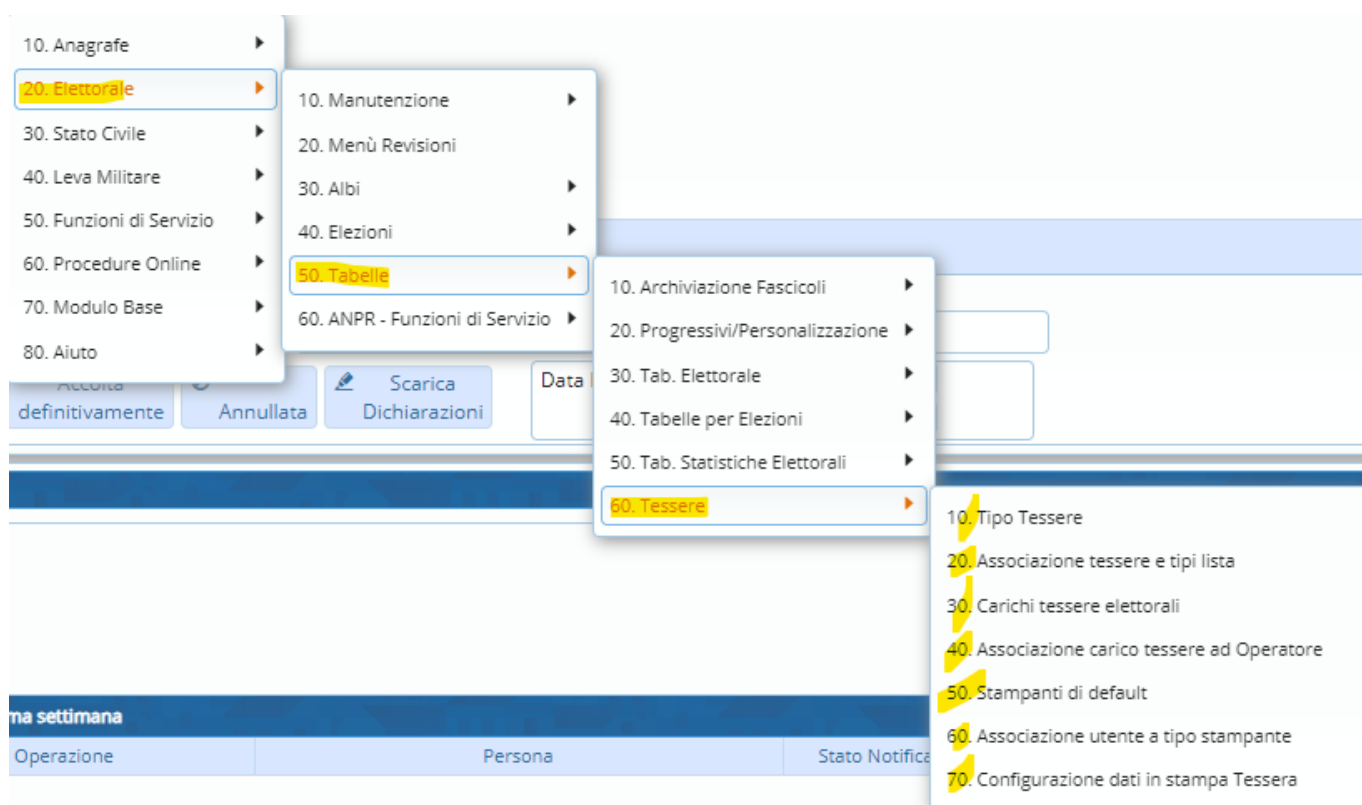 10. Anagrafe
20. Elettorale
30. Stato Civile
40. Leva Militare
50. Funzioni di Servizio
60. Procedure Online
70. Modulo Base
80. Aiuto
10. Manutenzione
20. Menù Revisioni
30. Albi
40. Elezioni
50. Tabelle
60. ANPR - Funzioni di Servizio
10. Archiviazione Fascicoli
20. Progressivi/Personalizzazione
30. Tab. Elettorale
40. Tabelle per Elezioni
50. Tab. Statistiche Elettorali
60. Tessere
10. Tipo Tessere
20. Associazione tessere e tipi lista
30. Carichi tessere elettorali
40. Associazione carico tessere ad Operatore
50. Stampanti di default
60. Associazione utente a tipo stampante
70. Configurazione dati in stampa Tessera
definitivamente
Annullata
Scarica
Dichiarazioni
Data
ma settimana
Operazione
Persona
Stato Notifica